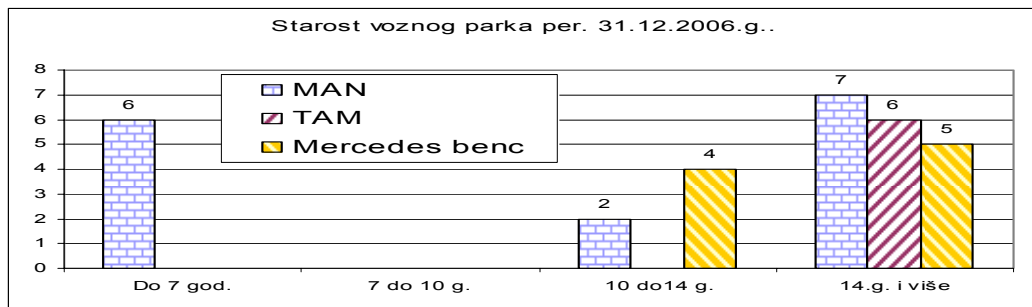 Starost voznog parka per. 31.12.2006.g..
8
7
6
5
4
3
2
1
0
MAN
TAM
Mercedes benc
6
2
4
7
6
5
Do 7 god.
7 do 10 g.
10 do14 g.
14.g. i više